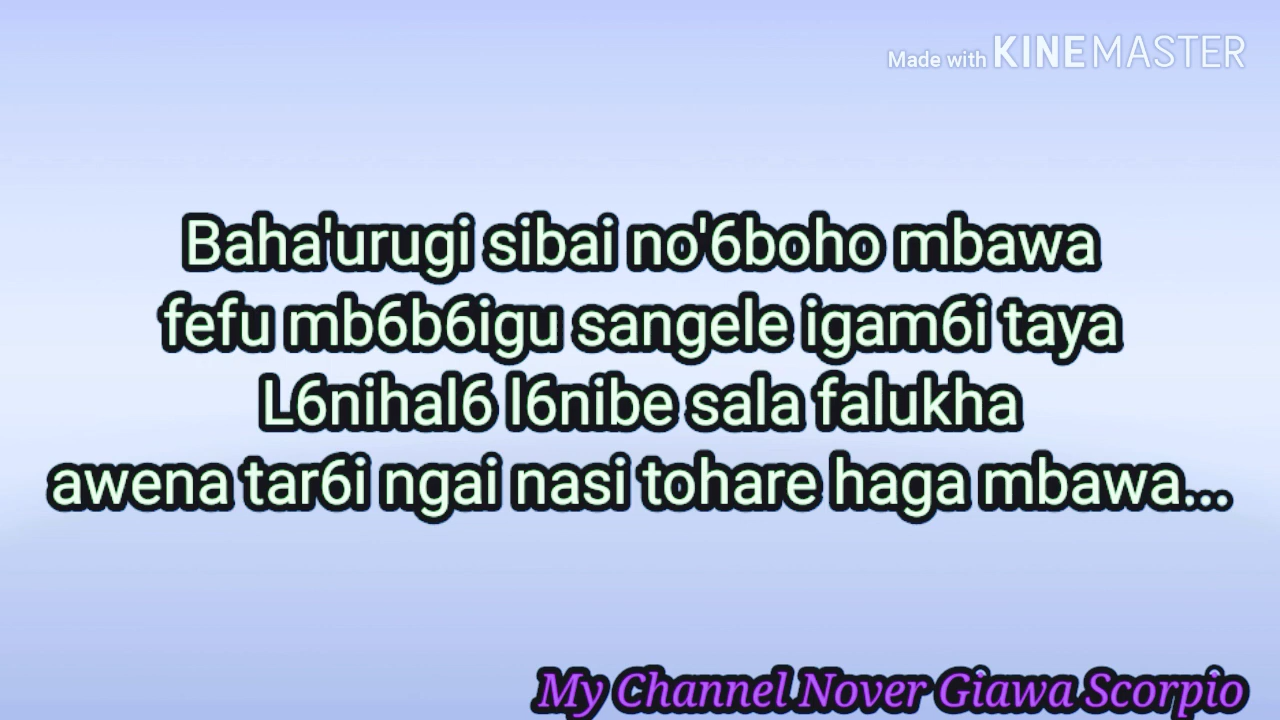 Made with KINEMASTER
Baha'urugi sibai no'6boho mbawa
fefu mb6b6igu sangele igam6i taya
L6nihal6 l6nibe sala falukha
awena tar6i ngai nasi tohare haga mbawa...
My Channel Nover Giawa Scorpio